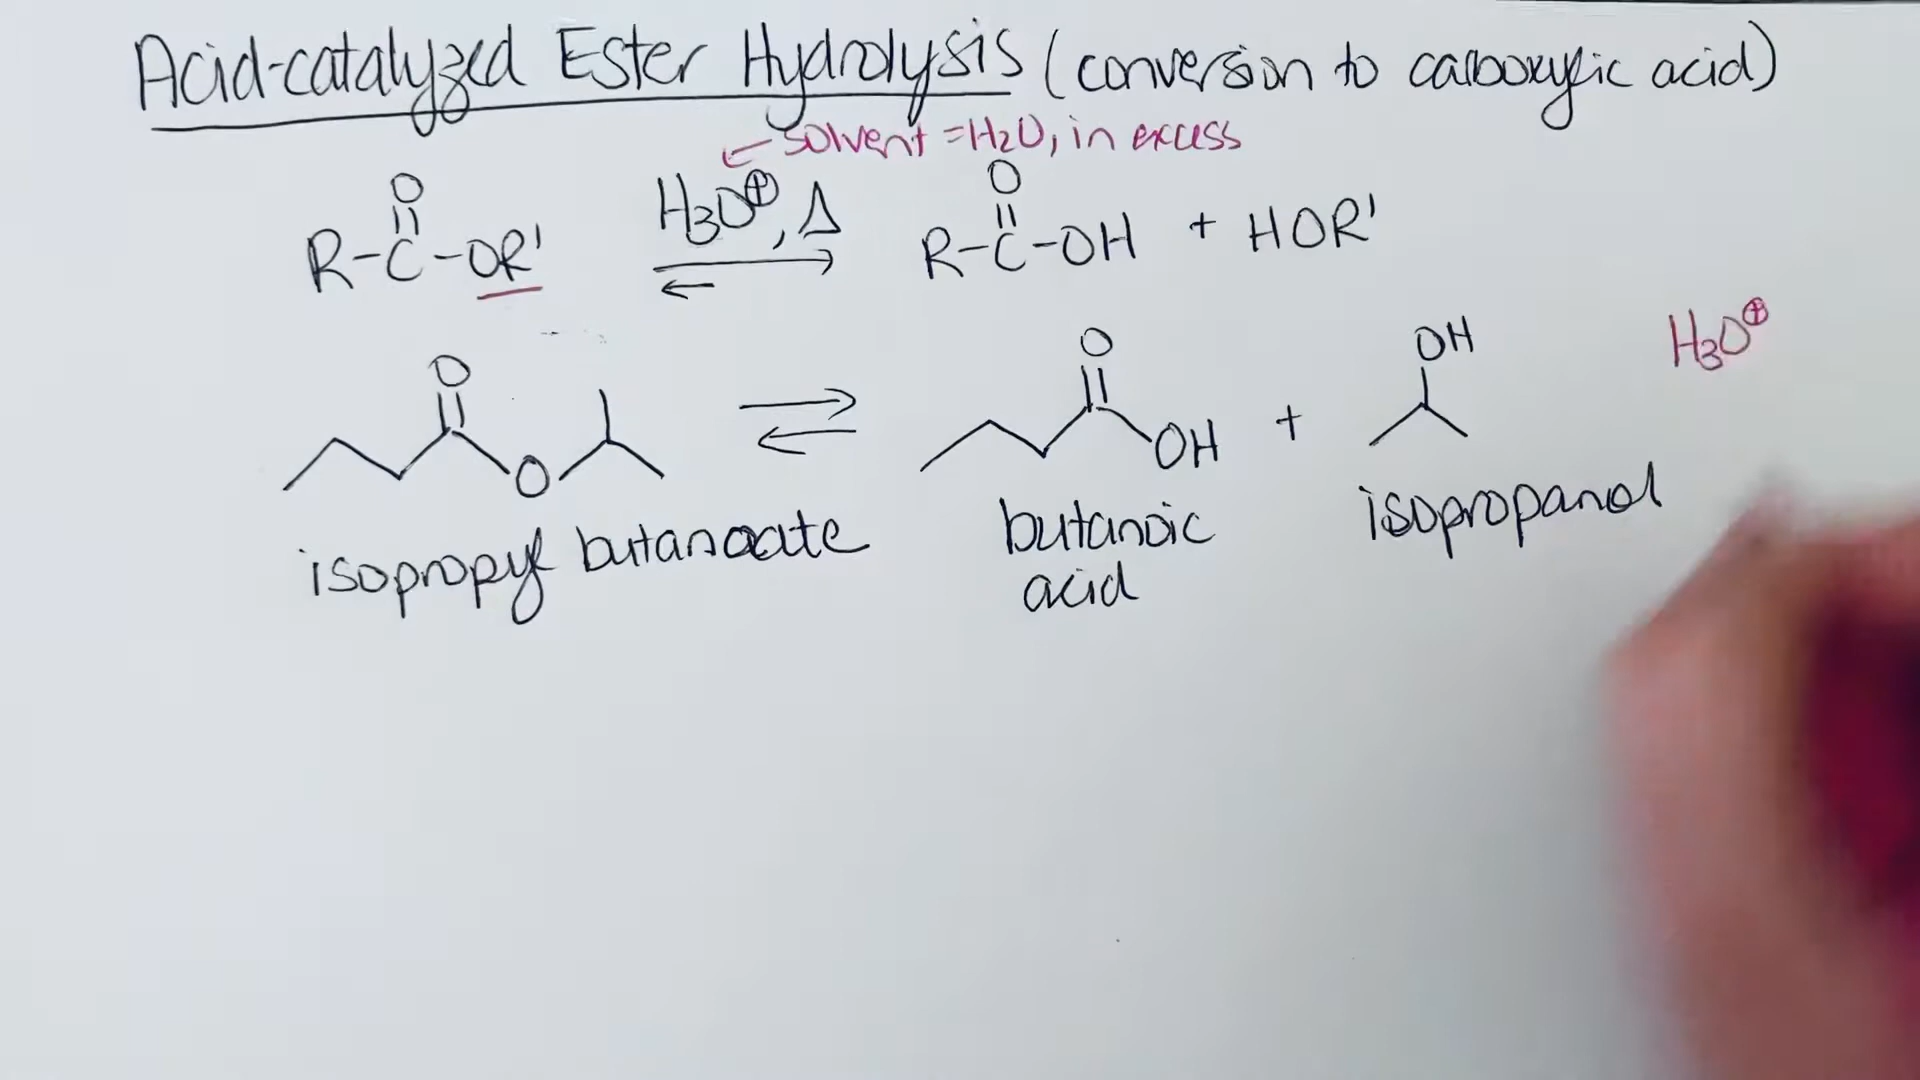 Acid-catalyzed Ester Hydrolysis (conversion to carboxylic acid)
← solvent = H2O, in excess
O O
H3O⊕, Δ
R-C-OR' ⇌ R-C-OH + HOR'
O O OH H3O⊕
O ⇌ OH +
isopropyl butanoate butanoic isopropanol
acid